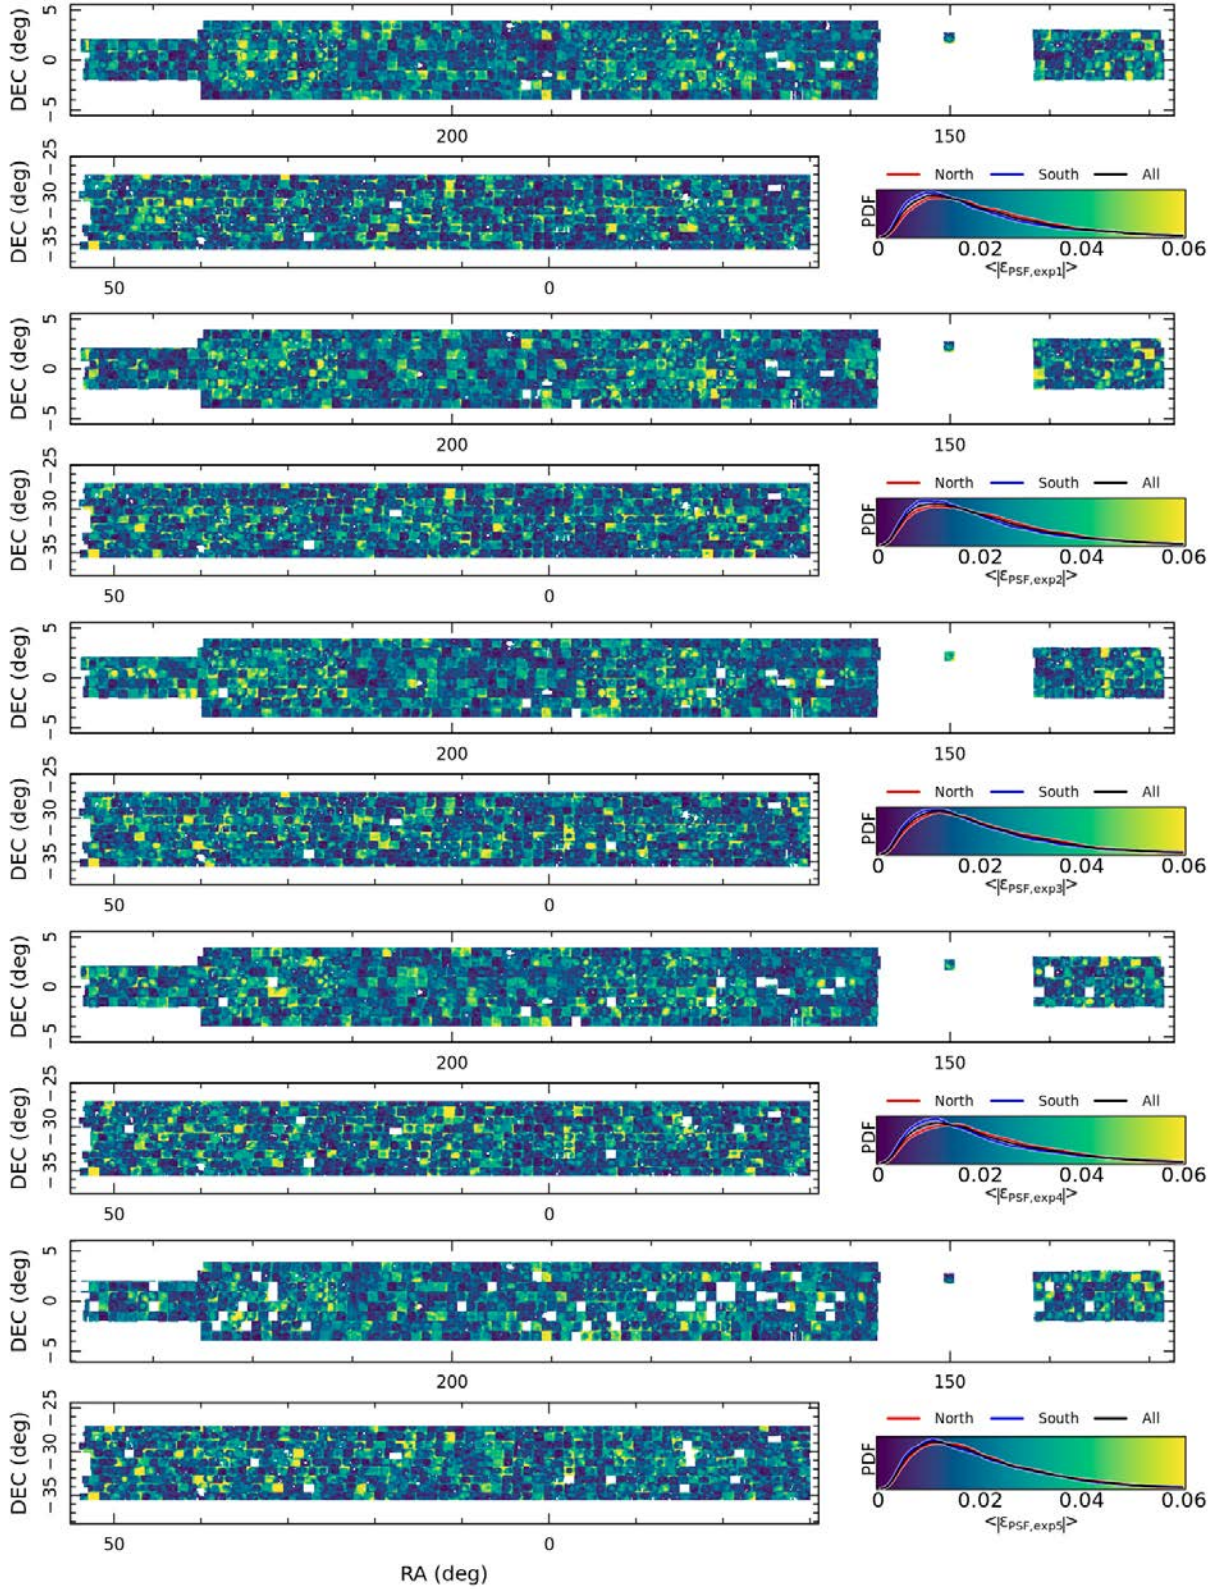 DEC (deg)
5
0
−5
200
150
DEC (deg)
−25
−30
−35
50
0
North
South
All
PDF
0
0.02
0.04
0.06
<|εPSF,exp1|>
DEC (deg)
5
0
−5
200
150
DEC (deg)
−25
−30
−35
50
0
North
South
All
PDF
0
0.02
0.04
0.06
<|εPSF,exp2|>
DEC (deg)
5
0
−5
200
150
DEC (deg)
−25
−30
−35
50
0
North
South
All
PDF
0
0.02
0.04
0.06
<|εPSF,exp3|>
DEC (deg)
5
0
−5
200
150
DEC (deg)
−25
−30
−35
50
0
North
South
All
PDF
0
0.02
0.04
0.06
<|εPSF,exp4|>
DEC (deg)
5
0
−5
200
150
DEC (deg)
−25
−30
−35
50
0
North
South
All
PDF
0
0.02
0.04
0.06
<|εPSF,exp5|>
RA (deg)